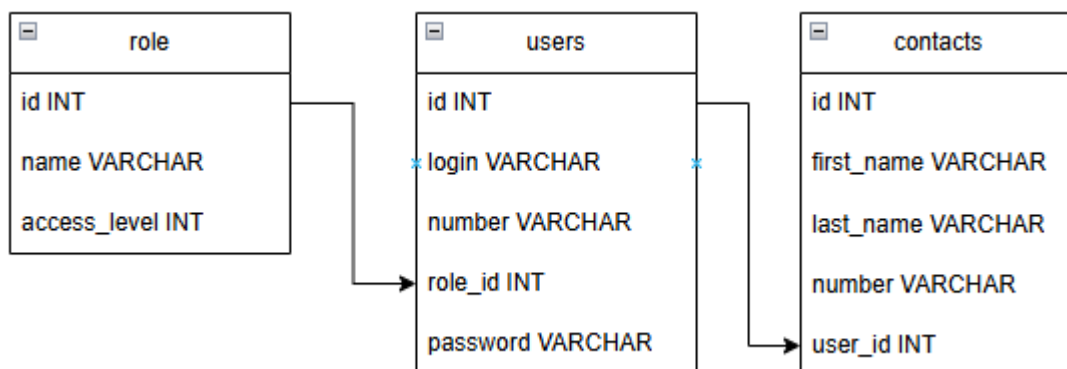 role
id INT
name VARCHAR
access_level INT
users
id INT
login VARCHAR
number VARCHAR
role_id INT
password VARCHAR
contacts
id INT
first_name VARCHAR
last_name VARCHAR
number VARCHAR
user_id INT